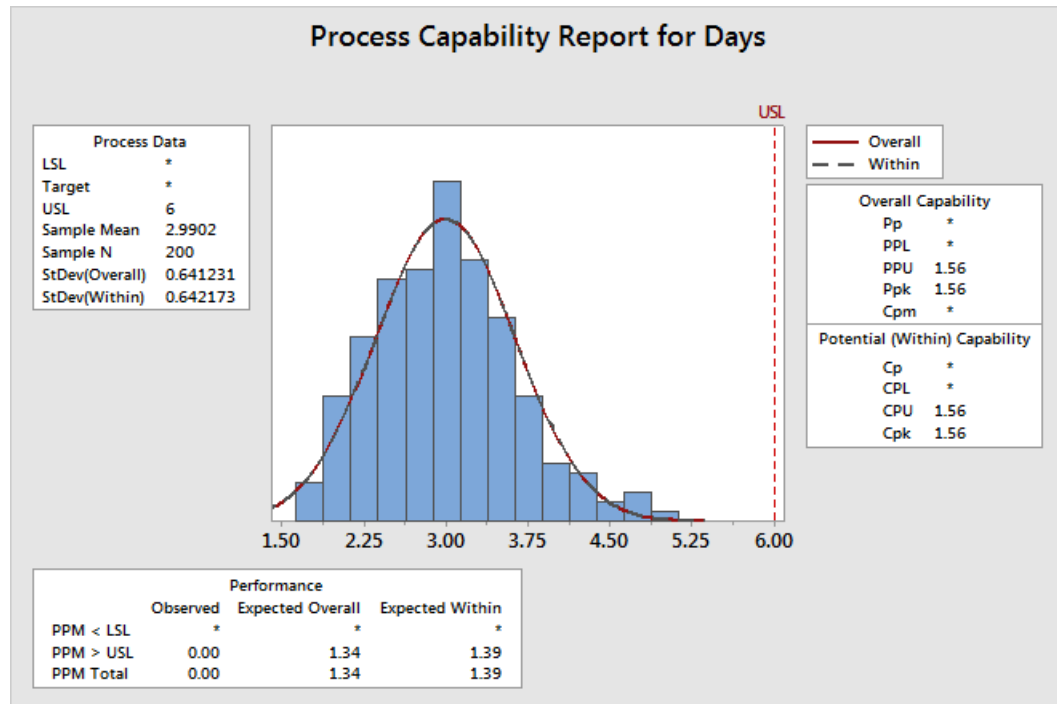 Process Capability Report for Days
USL
Process Data
LSL *
Target *
USL 6
Sample Mean 2.9902
Sample N 200
StDev(Overall) 0.641231
StDev(Within) 0.642173
Overall
Within
Overall Capability
Pp *
PPL *
PPU 1.56
Ppk 1.56
Cpm *
Potential (Within) Capability
Cp *
CPL *
CPU 1.56
Cpk 1.56
1.50 2.25 3.00 3.75 4.50 5.25 6.00
Performance
Observed Expected Overall Expected Within
PPM < LSL * * *
PPM > USL 0.00 1.34 1.39
PPM Total 0.00 1.34 1.39